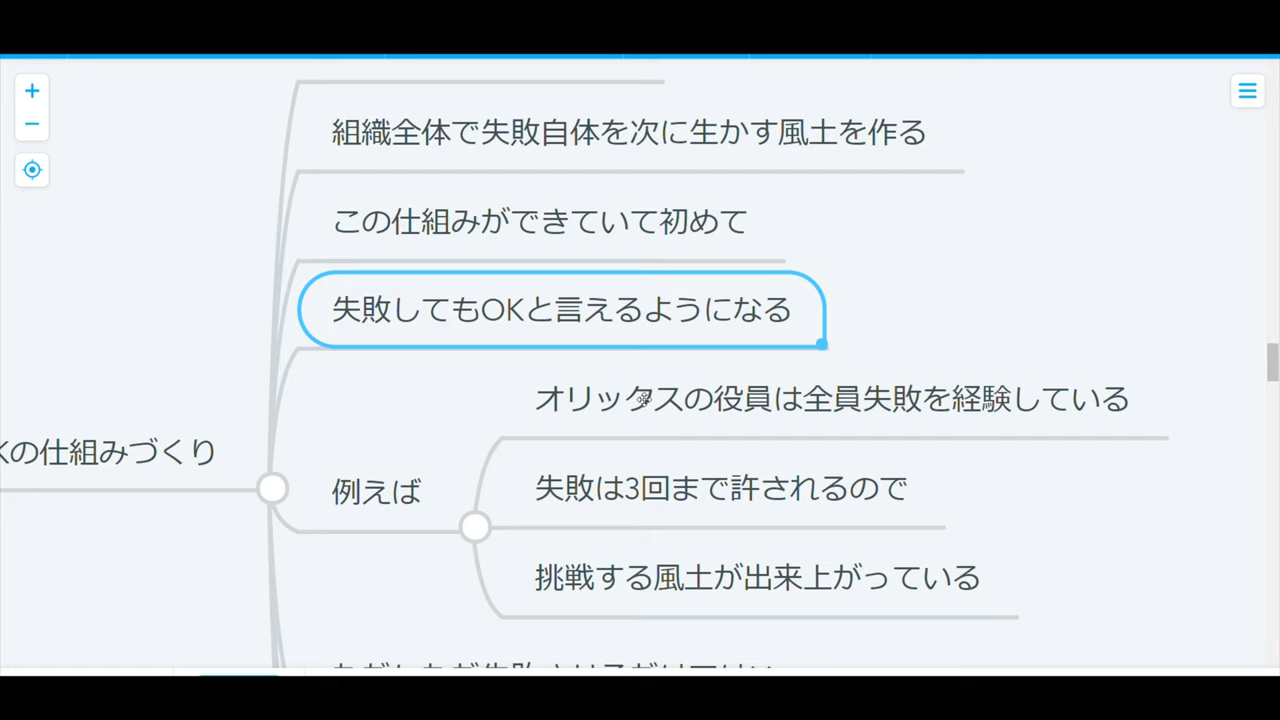 組織全体で失敗自体を次に生かす風土を作る
この仕組みができていて初めて
失敗してもOKと言えるようになる
オリックスの役員は全員失敗を経験している
の仕組みづくり
例えば
失敗は3回まで許されるので
挑戦する風土が出来上がっている